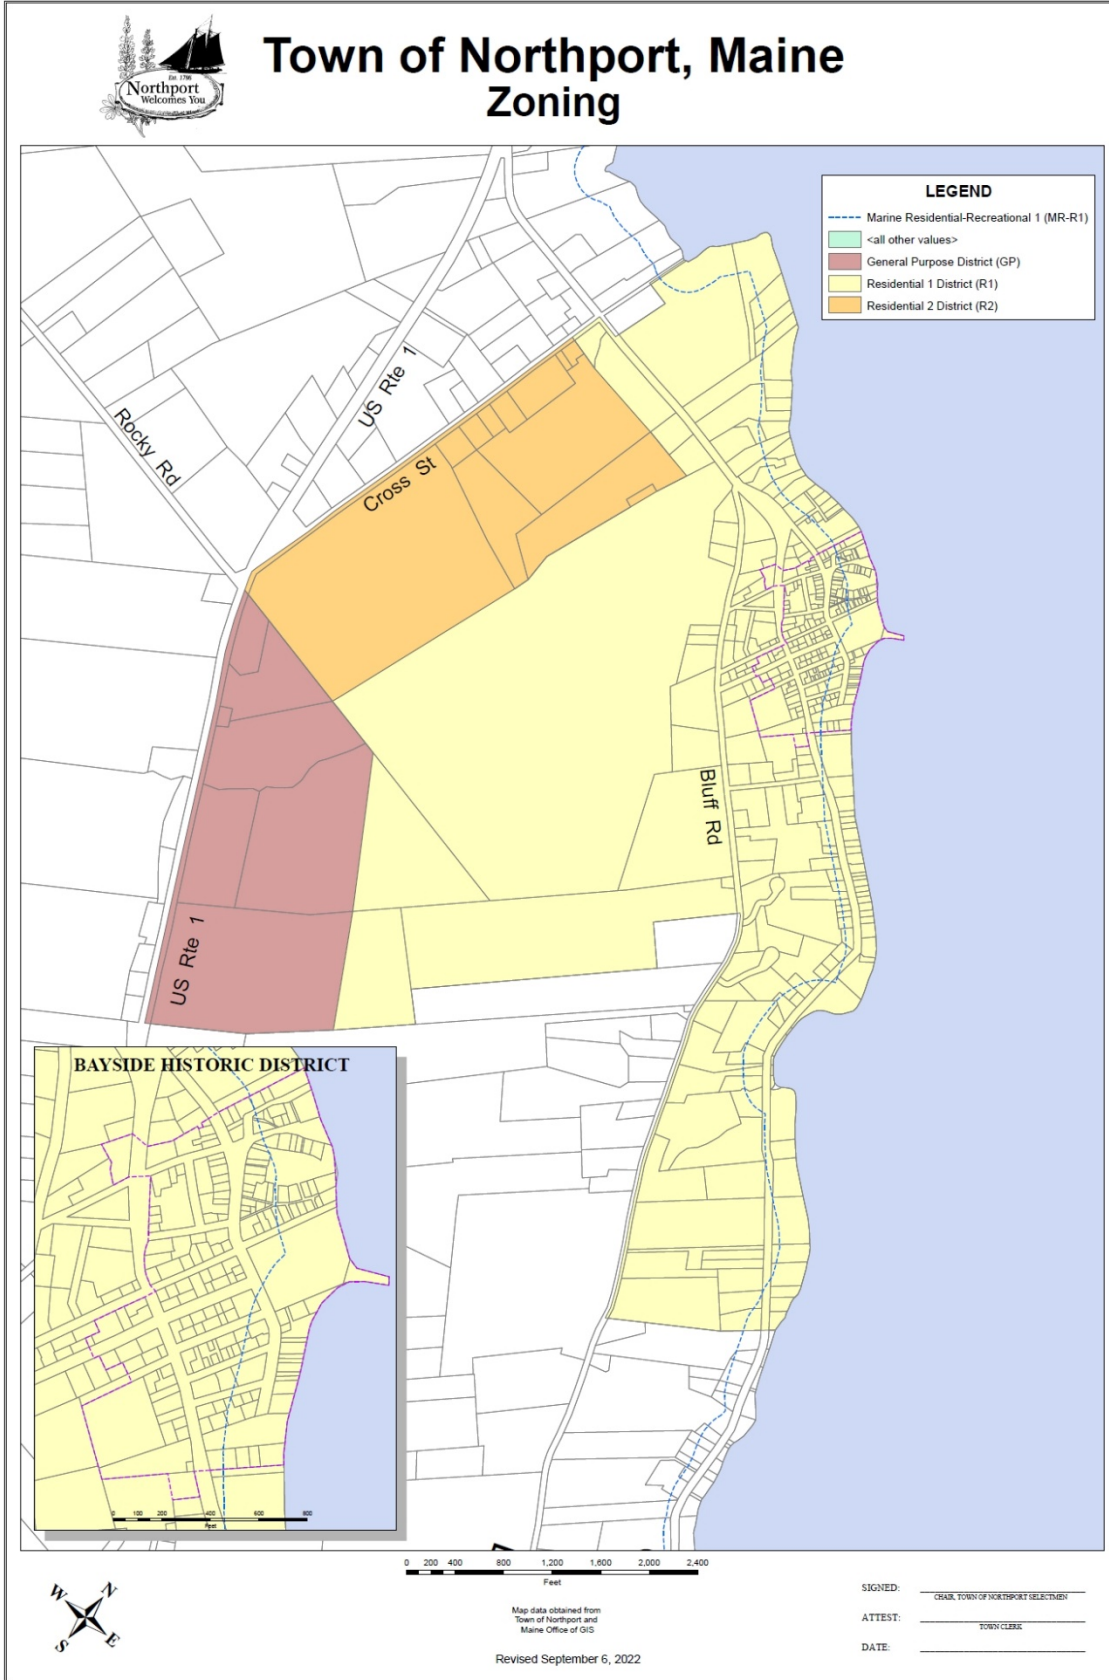 Est. 1796
Northport
Welcomes You
Town of Northport, Maine
Zoning
LEGEND
Marine Residential-Recreational 1 (MR-R1)
<all other values>
General Purpose District (GP)
Residential 1 District (R1)
Residential 2 District (R2)
US Rte 1
Rocky Rd
Cross St
Bluff Rd
US Rte 1
BAYSIDE HISTORIC DISTRICT
0 100 200 400 600 800
Feet
0 200 400 800 1,200 1,600 2,000 2,400
Feet
N
W
E
S
Map data obtained from
Town of Northport and
Maine Office of GIS
Revised September 6, 2022
SIGNED:
CHAIR, TOWN OF NORTHPORT SELECTMEN
ATTEST:
TOWN CLERK
DATE: